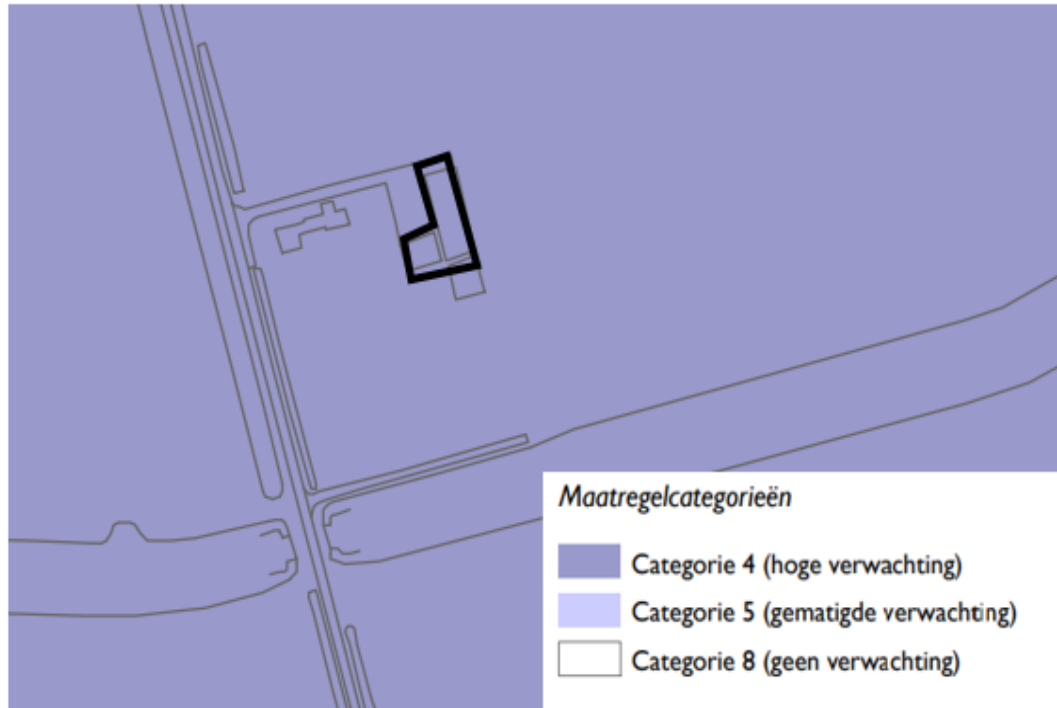 Maatregelcategorieën
Categorie 4 (hoge verwachting)
Categorie 5 (gematigde verwachting)
Categorie 8 (geen verwachting)